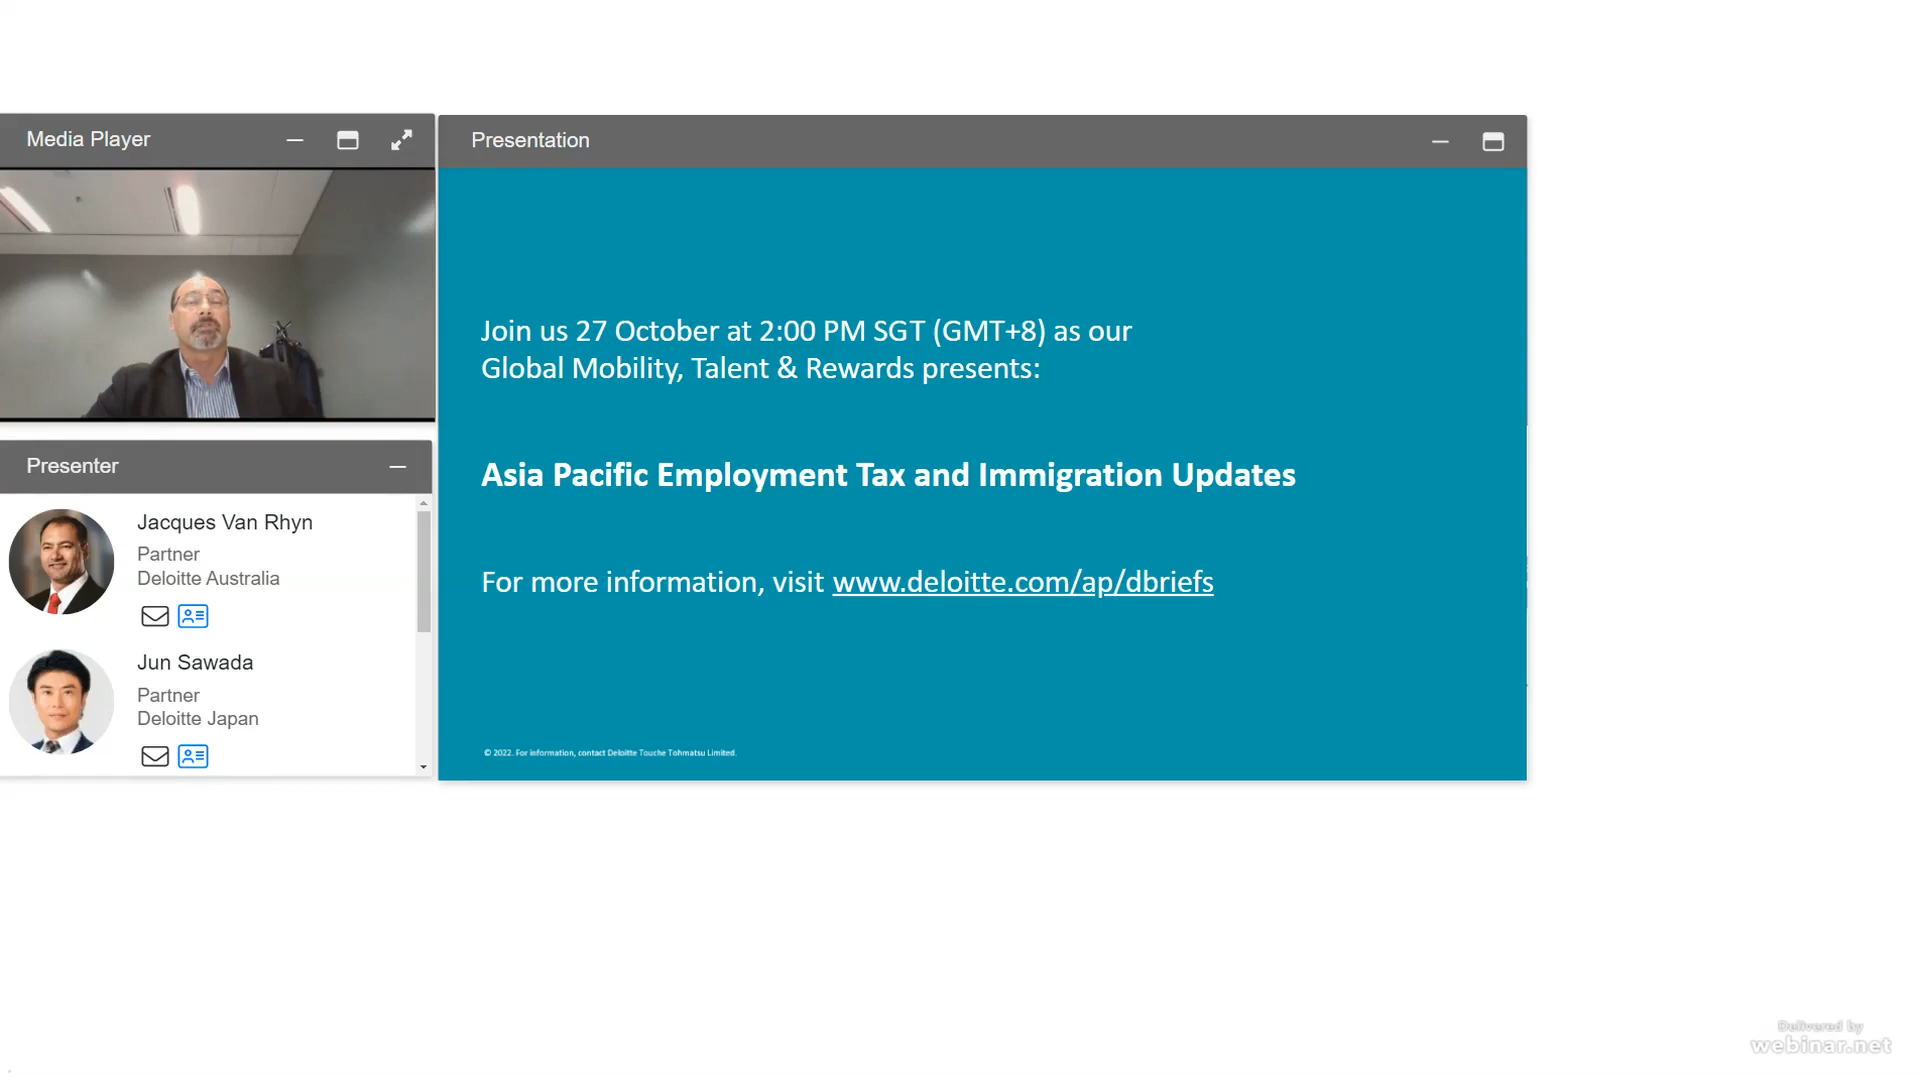 Media Player
Presentation
Join us 27 October at 2:00 PM SGT (GMT+8) as our
Global Mobility, Talent & Rewards presents:
Asia Pacific Employment Tax and Immigration Updates
For more information, visit www.deloitte.com/ap/dbriefs
© 2022. For information, contact Deloitte Touche Tohmatsu Limited.
Presenter
Jacques Van Rhyn
Partner
Deloitte Australia
Jun Sawada
Partner
Deloitte Japan
Delivered by
webinar.net